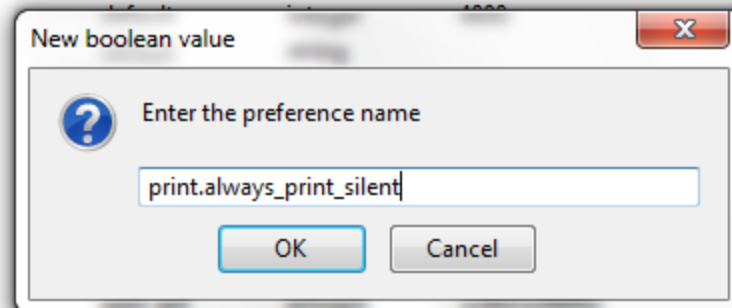 New boolean value
Enter the preference name
print.always_print_silent
OK
Cancel